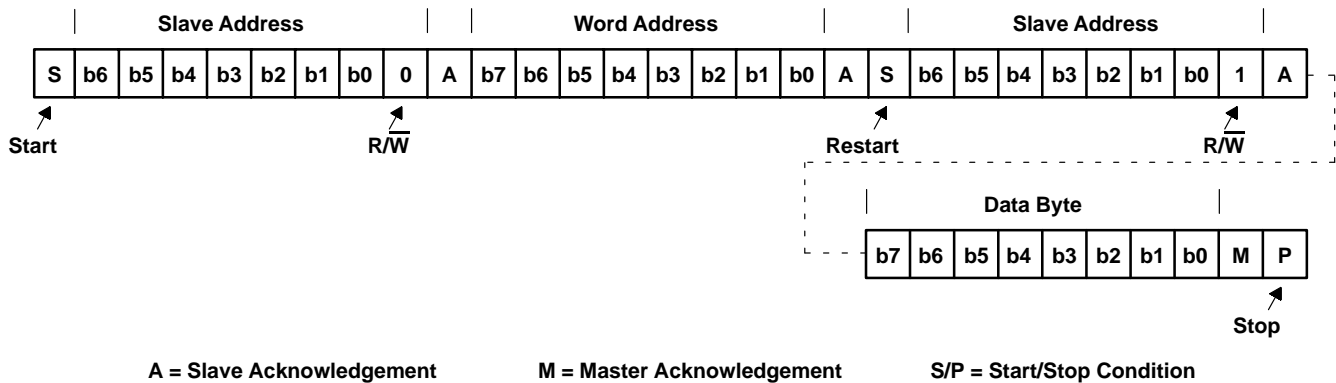 Slave Address Word Address Slave Address
S b6 b5 b4 b3 b2 b1 b0 0 A b7 b6 b5 b4 b3 b2 b1 b0 A S b6 b5 b4 b3 b2 b1 b0 1 A
Start R/W̅ Restart R/W̅
Data Byte
b7 b6 b5 b4 b3 b2 b1 b0 M P
Stop
A = Slave Acknowledgement M = Master Acknowledgement S/P = Start/Stop Condition